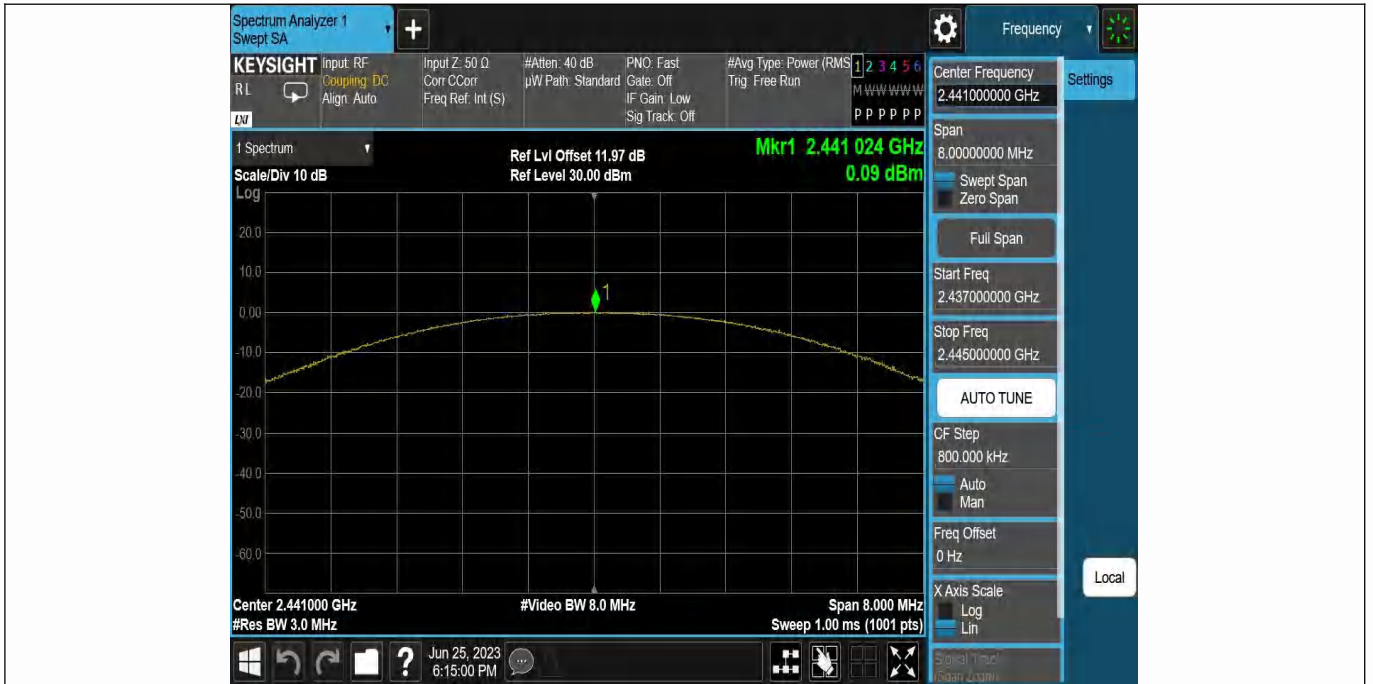 Spectrum Analyzer 1
Swept SA
+
Frequency
KEYSIGHT
RL
LXI
Input: RF
Coupling: DC
Align: Auto
Input Z: 50 Ω
Corr CCorr
Freq Ref: Int (S)
#Atten: 40 dB
µW Path: Standard
PNO: Fast
Gate: Off
IF Gain: Low
Sig Track: Off
#Avg Type: Power (RMS
Trig: Free Run
1 2 3 4 5 6
M W W W W W
P P P P P P
1 Spectrum
Scale/Div 10 dB
Log
Ref Lvl Offset 11.97 dB
Ref Level 30.00 dBm
Mkr1 2.441 024 GHz
0.09 dBm
1
20.0
10.0
0.00
-10.0
-20.0
-30.0
-40.0
-50.0
-60.0
Center 2.441000 GHz
#Res BW 3.0 MHz
#Video BW 8.0 MHz
Span 8.000 MHz
Sweep 1.00 ms (1001 pts)
?
Jun 25, 2023
6:15:00 PM
Center Frequency
2.441000000 GHz
Span
8.00000000 MHz
Swept Span
Zero Span
Full Span
Start Freq
2.437000000 GHz
Stop Freq
2.445000000 GHz
AUTO TUNE
CF Step
800.000 kHz
Auto
Man
Freq Offset
0 Hz
X Axis Scale
Log
Lin
Signal Track
(Span Zoom)
Settings
Local